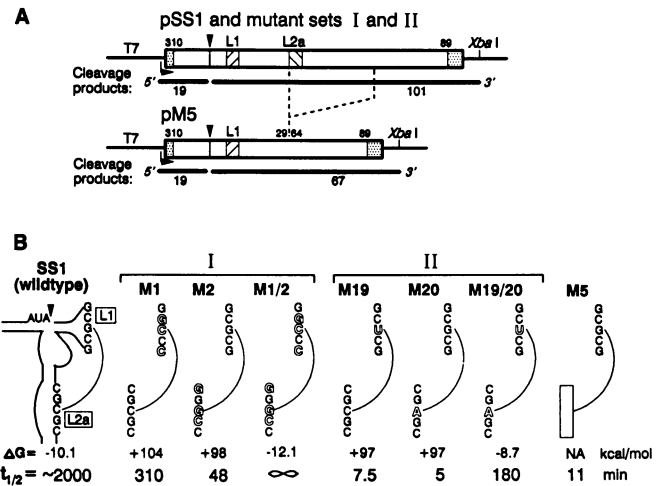 A
pSS1 and mutant sets I and II
T7 310 L1 L2a 89 Xba I
Cleavage products: 5' 19 101 3'
pM5
T7 310 L1 29:64 89 Xba I
Cleavage products: 5' 19 67 3'
B
I II
SS1 (wildtype) M1 M2 M1/2 M19 M20 M19/20 M5
AUA
G C G C G L1
C G C G C L2a
G G C C C
C G C G C
G C G C G
G G G C C
G G C C C
G G G C C
G C U C G
C G C G C
G C G C G
C G A G C
G C U C G
C G A G C
G C G C G
ΔG = -10.1 +104 +98 -12.1 +97 +97 -8.7 NA kcal/mol
t1/2 = ~2000 310 48 ∞ 7.5 5 180 11 min